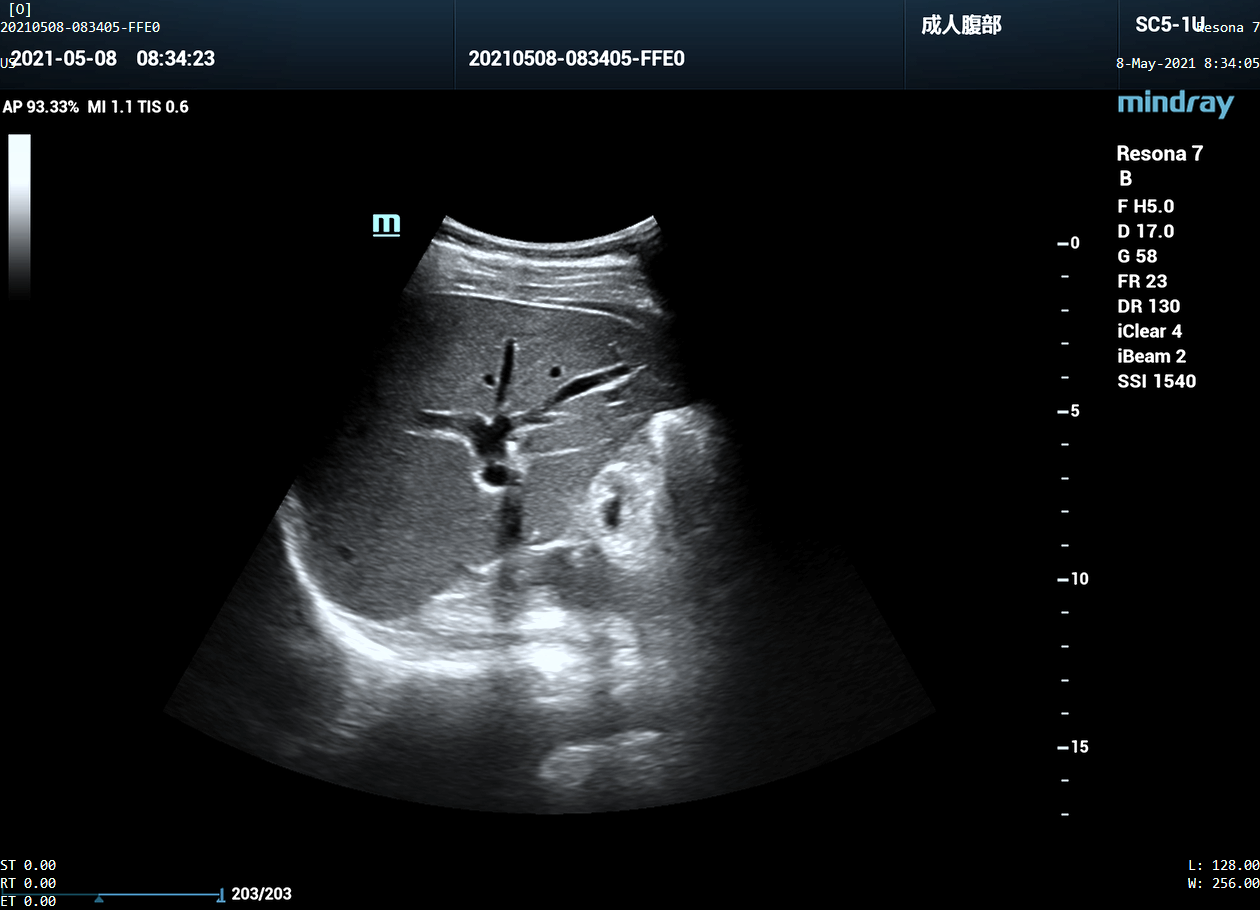 [O]
20210508-083405-FFE0
2021-05-08 08:34:23
US
20210508-083405-FFE0
成人腹部
SC5-1U
Resona 7
8-May-2021 8:34:05
AP 93.33% MI 1.1 TIS 0.6
mindray
m
Resona 7
B
F H5.0
D 17.0
G 58
FR 23
DR 130
iClear 4
iBeam 2
SSI 1540
0
5
10
15
ST 0.00
RT 0.00
ET 0.00
203/203
L: 128.00
W: 256.00